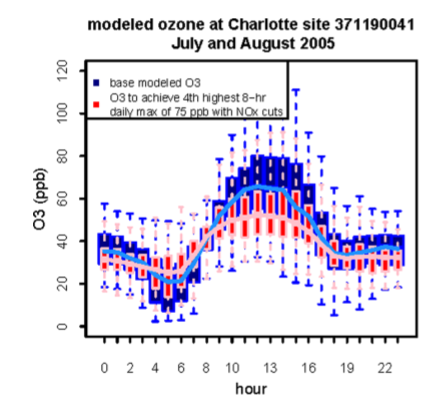 modeled ozone at Charlotte site 371190041
July and August 2005
base modeled O3
O3 to achieve 4th highest 8-hr
daily max of 75 ppb with NOx cuts
O3 (ppb)
120
100
80
60
40
20
0
0 2 4 6 8 10 13 16 19 22
hour